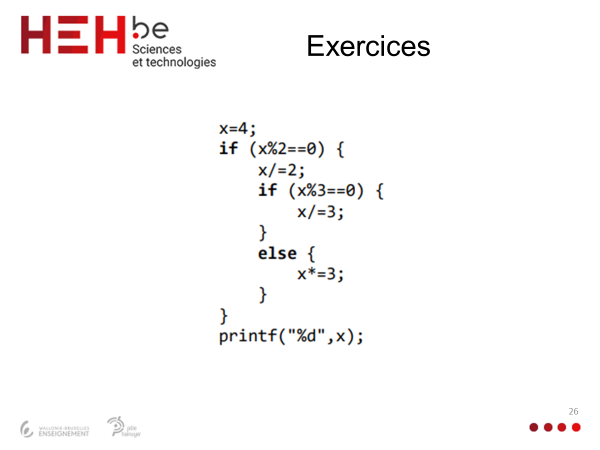 HEH.be
Sciences
et technologies
Exercices
x=4;
if (x%2==0) {
    x/=2;
    if (x%3==0) {
        x/=3;
    }
    else {
        x*=3;
    }
}
printf("%d",x);
26
WALLONIE-BRUXELLES
ENSEIGNEMENT
pôle
hainuyer